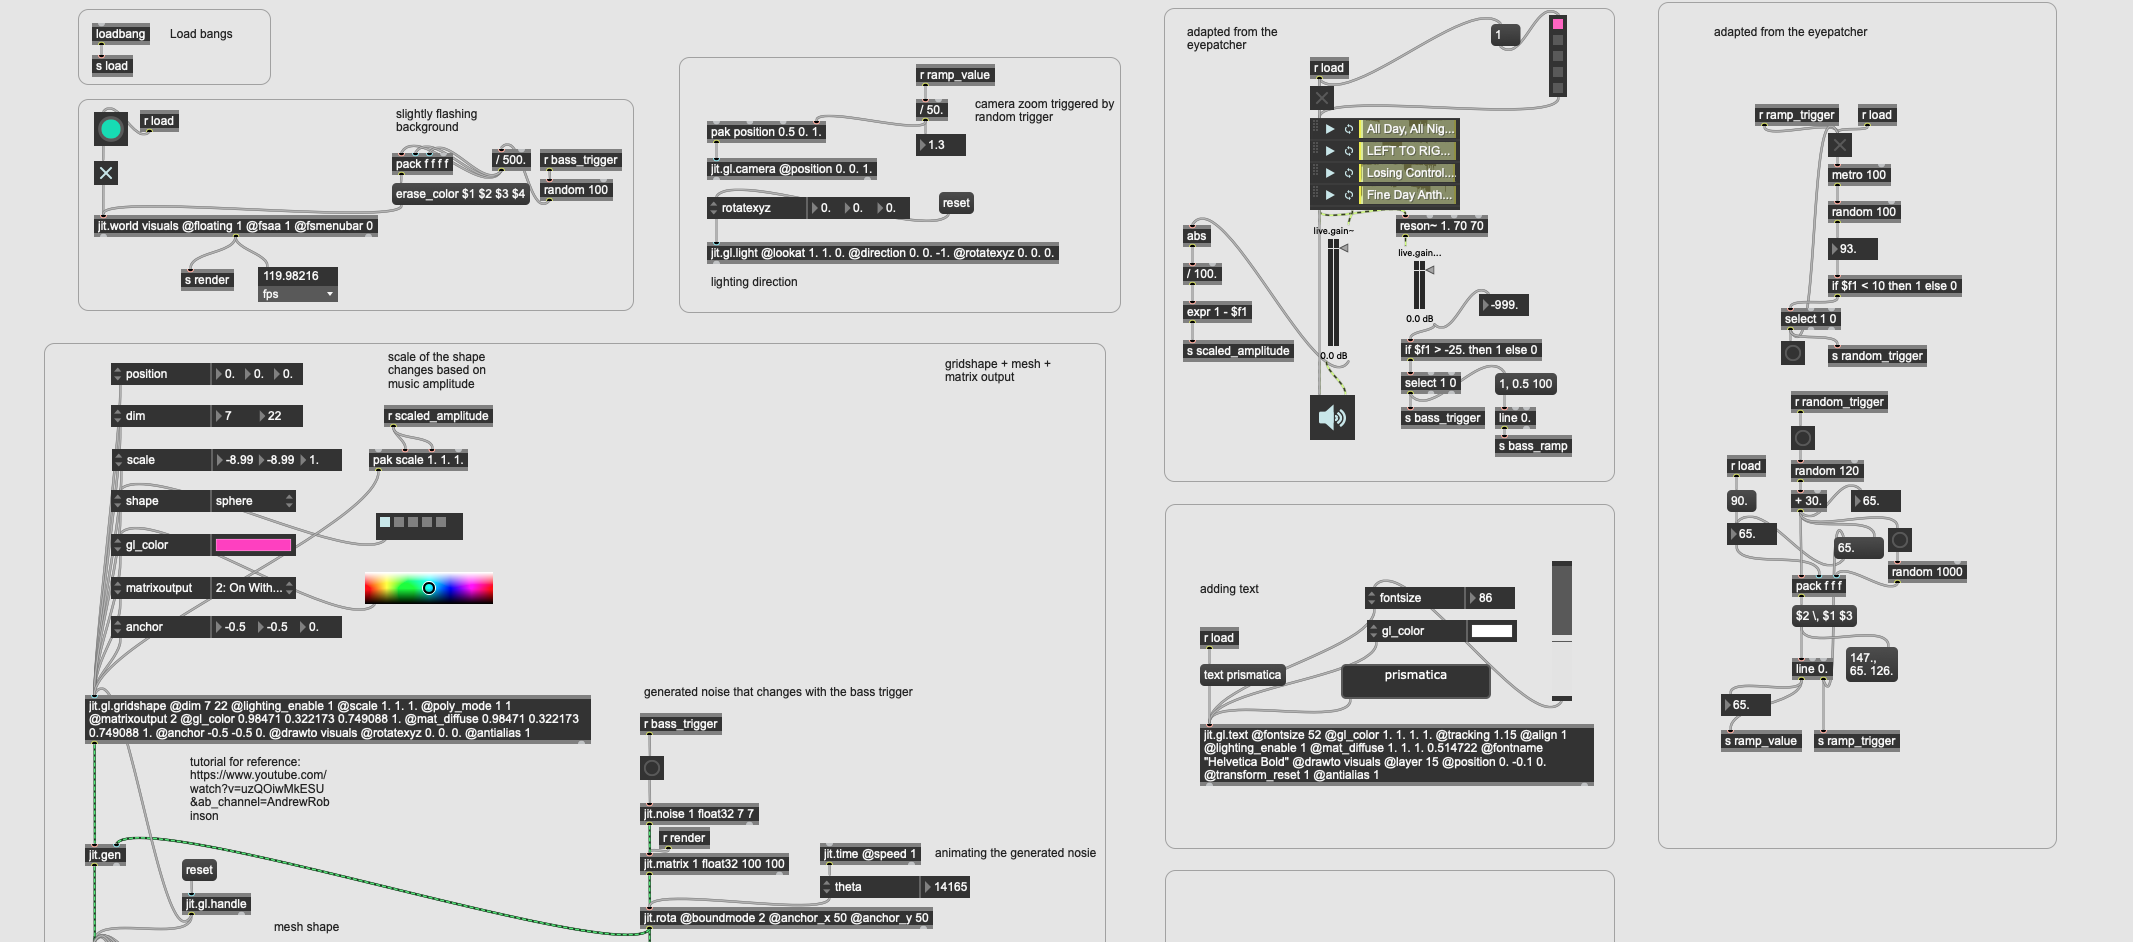 loadbang
Load bangs
s load
r load
slightly flashing
background
pack f f f f
/ 500.
r bass_trigger
random 100
erase_color $1 $2 $3 $4
jit.world visuals @floating 1 @fsaa 1 @fsmenubar 0
s render
119.98216
fps
r ramp_value
/ 50.
camera zoom triggered by
random trigger
pak position 0.5 0. 1.
1.3
jit.gl.camera @position 0. 0. 1.
rotatexyz
0. 0. 0.
reset
jit.gl.light @lookat 1. 1. 0. @direction 0. 0. -1. @rotatexyz 0. 0. 0.
lighting direction
adapted from the
eyepatcher
1
r load
All Day, All Nig...
LEFT TO RIG...
Losing Control....
Fine Day Anth...
abs
/ 100.
expr 1 - $f1
s scaled_amplitude
live.gain~
reson~ 1. 70 70
live.gain...
-999.
0.0 dB
0.0 dB
if $f1 > -25. then 1 else 0
select 1 0
1, 0.5 100
s bass_trigger
line 0.
s bass_ramp
adapted from the eyepatcher
r ramp_trigger
r load
metro 100
random 100
93.
if $f1 < 10 then 1 else 0
select 1 0
s random_trigger
r random_trigger
r load
random 120
90.
+ 30.
65.
65.
65.
random 1000
pack f f f
$2 \, $1 $3
line 0.
147.,
65. 126.
65.
s ramp_value
s ramp_trigger
position
0. 0. 0.
dim
7 22
scale
-8.99 -8.99 1.
shape
sphere
gl_color
matrixoutput
2: On With...
anchor
-0.5 -0.5 0.
scale of the shape
changes based on
music amplitude
r scaled_amplitude
pak scale 1. 1. 1.
gridshape + mesh +
matrix output
jit.gl.gridshape @dim 7 22 @lighting_enable 1 @scale 1. 1. 1. @poly_mode 1 1
@matrixoutput 2 @gl_color 0.98471 0.322173 0.749088 1. @mat_diffuse 0.98471 0.322173
0.749088 1. @anchor -0.5 -0.5 0. @drawto visuals @rotatexyz 0. 0. 0. @antialias 1
tutorial for reference:
https://www.youtube.com/
watch?v=uzQOiwMkESU
&ab_channel=AndrewRob
inson
jit.gen
reset
jit.gl.handle
mesh shape
generated noise that changes with the bass trigger
r bass_trigger
jit.noise 1 float32 7 7
r render
jit.matrix 1 float32 100 100
jit.time @speed 1
animating the generated nosie
theta
14165
jit.rota @boundmode 2 @anchor_x 50 @anchor_y 50
adding text
fontsize
86
gl_color
r load
text prismatica
prismatica
jit.gl.text @fontsize 52 @gl_color 1. 1. 1. 1. @tracking 1.15 @align 1
@lighting_enable 1 @mat_diffuse 1. 1. 1. 0.514722 @fontname
"Helvetica Bold" @drawto visuals @layer 15 @position 0. -0.1 0.
@transform_reset 1 @antialias 1